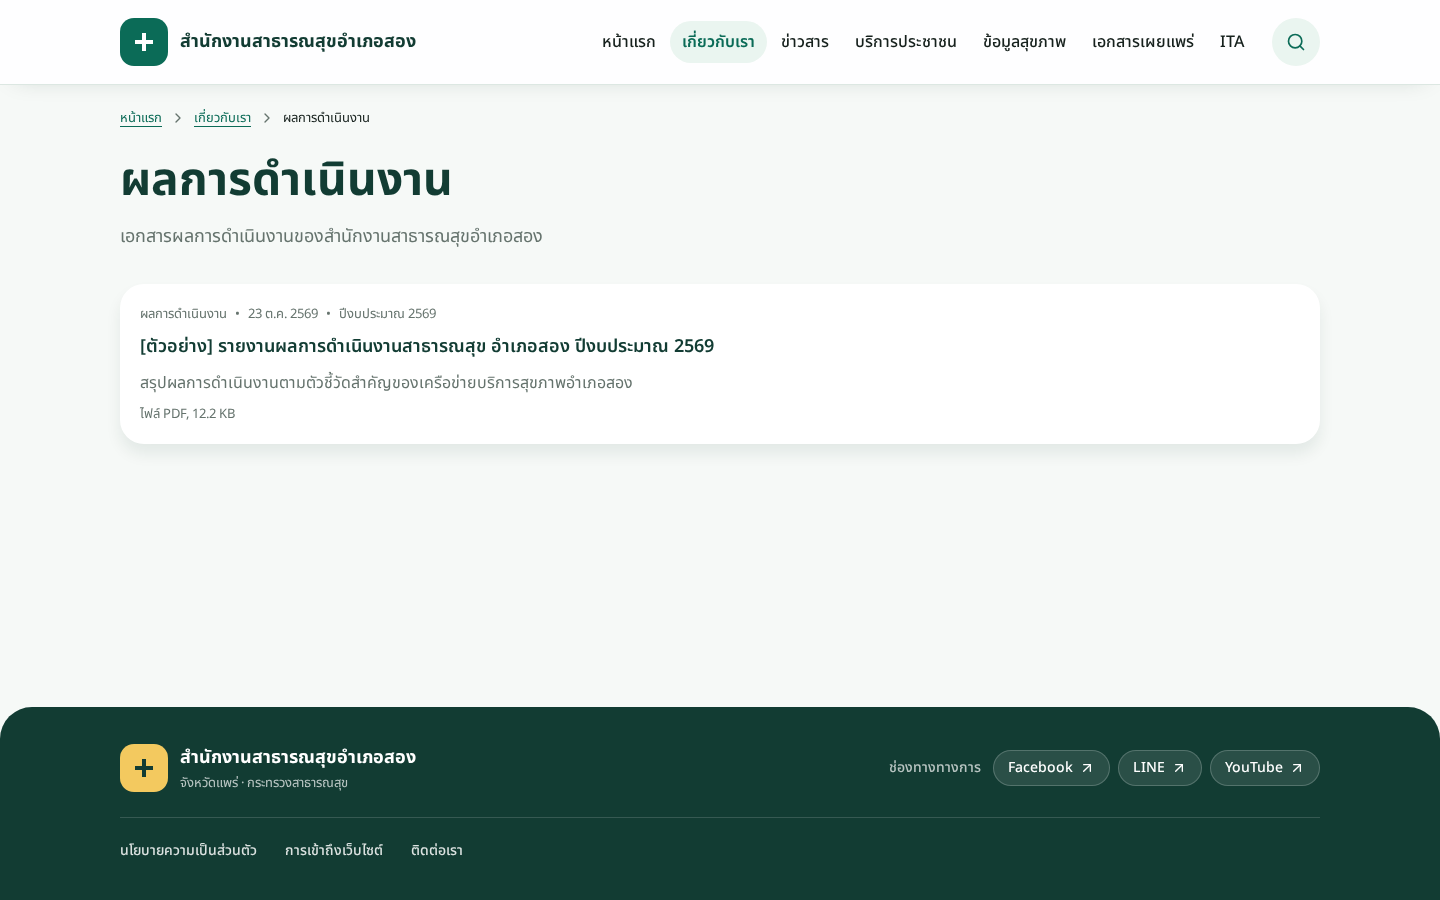 สำนักงานสาธารณสุขอำเภอสอง
หน้าแรก เกี่ยวกับเรา ข่าวสาร บริการประชาชน ข้อมูลสุขภาพ เอกสารเผยแพร่ ITA
หน้าแรก เกี่ยวกับเรา ผลการดำเนินงาน
ผลการดำเนินงาน
เอกสารผลการดำเนินงานของสำนักงานสาธารณสุขอำเภอสอง
ผลการดำเนินงาน • 23 ต.ค. 2569 • ปีงบประมาณ 2569
[ตัวอย่าง] รายงานผลการดำเนินงานสาธารณสุข อำเภอสอง ปีงบประมาณ 2569
สรุปผลการดำเนินงานตามตัวชี้วัดสำคัญของเครือข่ายบริการสุขภาพอำเภอสอง
ไฟล์ PDF, 12.2 KB
สำนักงานสาธารณสุขอำเภอสอง
จังหวัดแพร่ · กระทรวงสาธารณสุข
ช่องทางทางการ Facebook LINE YouTube
นโยบายความเป็นส่วนตัว การเข้าถึงเว็บไซต์ ติดต่อเรา